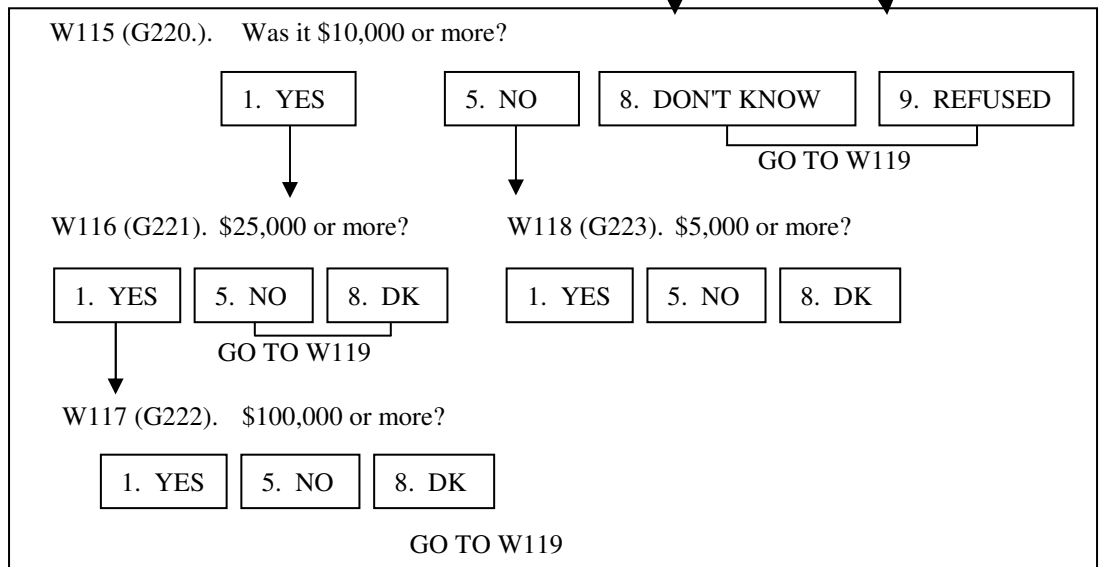 W115 (G220.). Was it $10,000 or more?
1. YES 5. NO 8. DON'T KNOW 9. REFUSED
GO TO W119
W116 (G221). $25,000 or more? W118 (G223). $5,000 or more?
1. YES 5. NO 8. DK 1. YES 5. NO 8. DK
GO TO W119
W117 (G222). $100,000 or more?
1. YES 5. NO 8. DK
GO TO W119